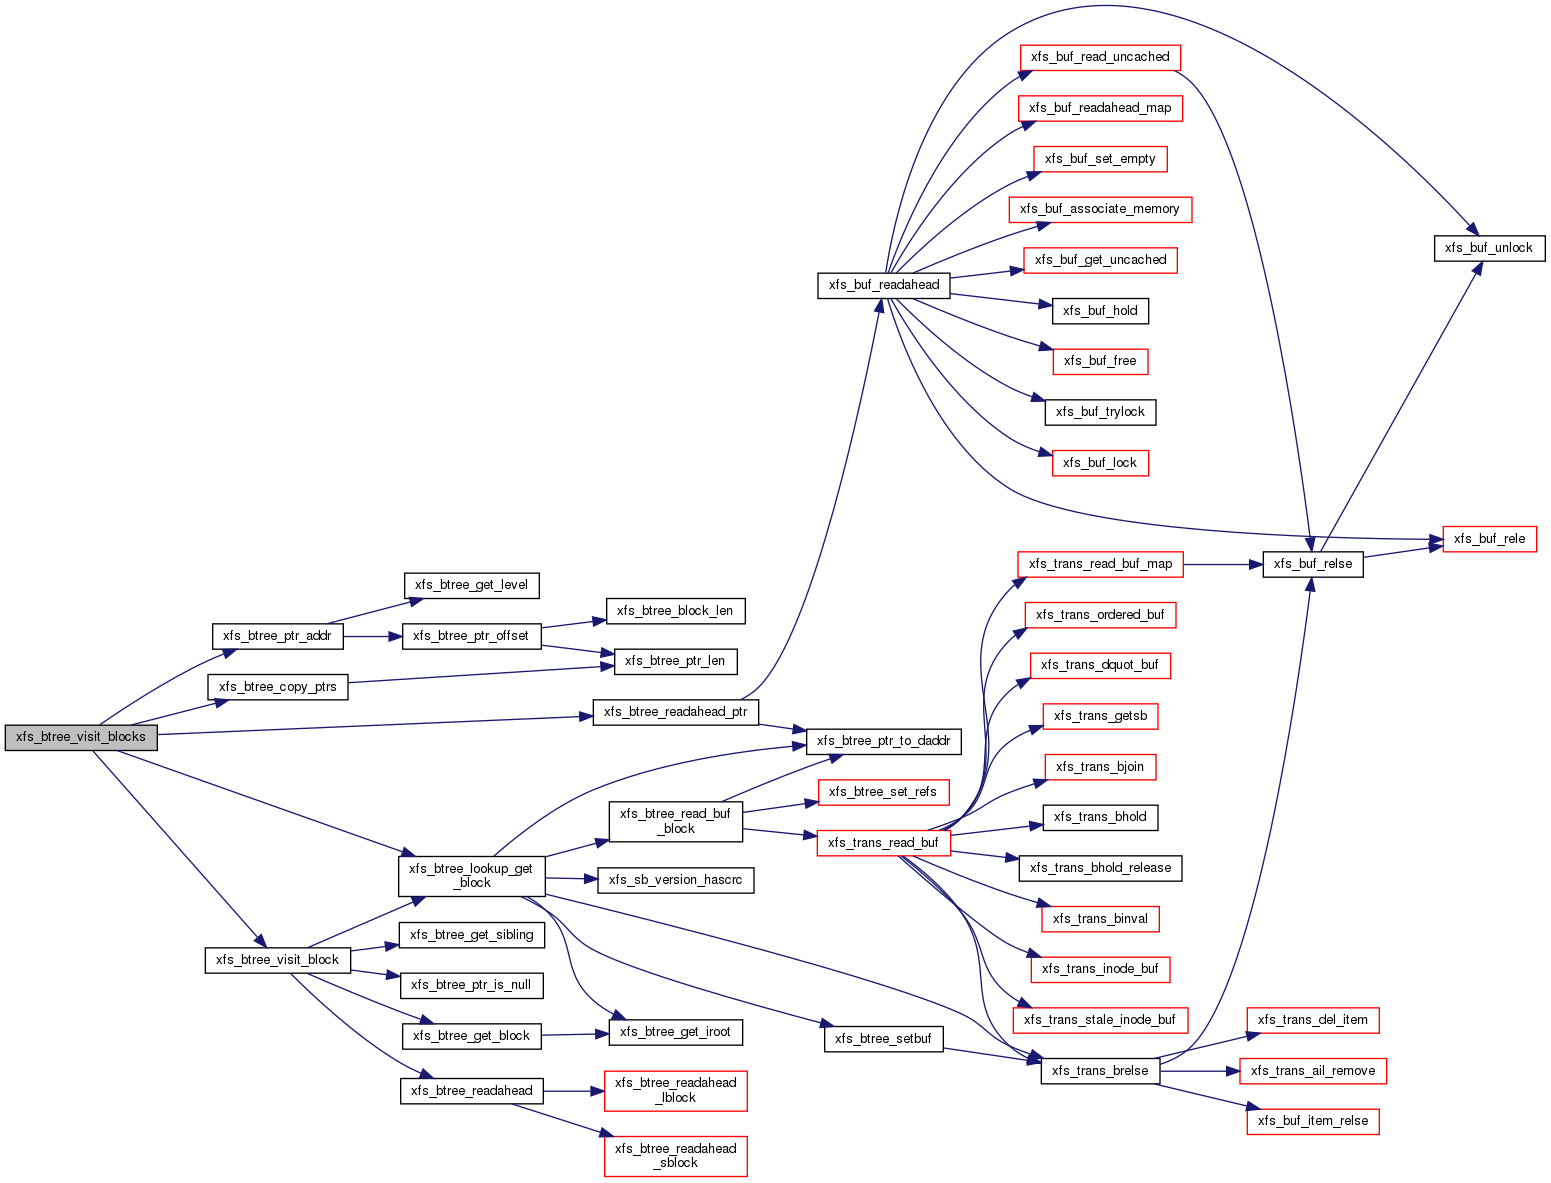 xfs_buf_read_uncached
xfs_buf_readahead_map
xfs_buf_set_empty
xfs_buf_associate_memory
xfs_buf_unlock
xfs_buf_get_uncached
xfs_buf_readahead
xfs_buf_hold
xfs_buf_free
xfs_buf_trylock
xfs_buf_lock
xfs_buf_rele
xfs_trans_read_buf_map
xfs_buf_relse
xfs_btree_get_level
xfs_btree_block_len
xfs_trans_ordered_buf
xfs_btree_ptr_addr
xfs_btree_ptr_offset
xfs_btree_ptr_len
xfs_trans_dquot_buf
xfs_btree_copy_ptrs
xfs_btree_readahead_ptr
xfs_trans_getsb
xfs_btree_visit_blocks
xfs_btree_ptr_to_daddr
xfs_trans_bjoin
xfs_btree_set_refs
xfs_btree_read_buf
_block
xfs_trans_bhold
xfs_trans_read_buf
xfs_trans_bhold_release
xfs_btree_lookup_get
_block
xfs_sb_version_hascrc
xfs_trans_binval
xfs_btree_get_sibling
xfs_btree_visit_block
xfs_trans_inode_buf
xfs_btree_ptr_is_null
xfs_trans_stale_inode_buf
xfs_trans_del_item
xfs_btree_get_block
xfs_btree_get_iroot
xfs_btree_setbuf
xfs_trans_brelse
xfs_trans_ail_remove
xfs_btree_readahead
xfs_btree_readahead
_lblock
xfs_buf_item_relse
xfs_btree_readahead
_sblock